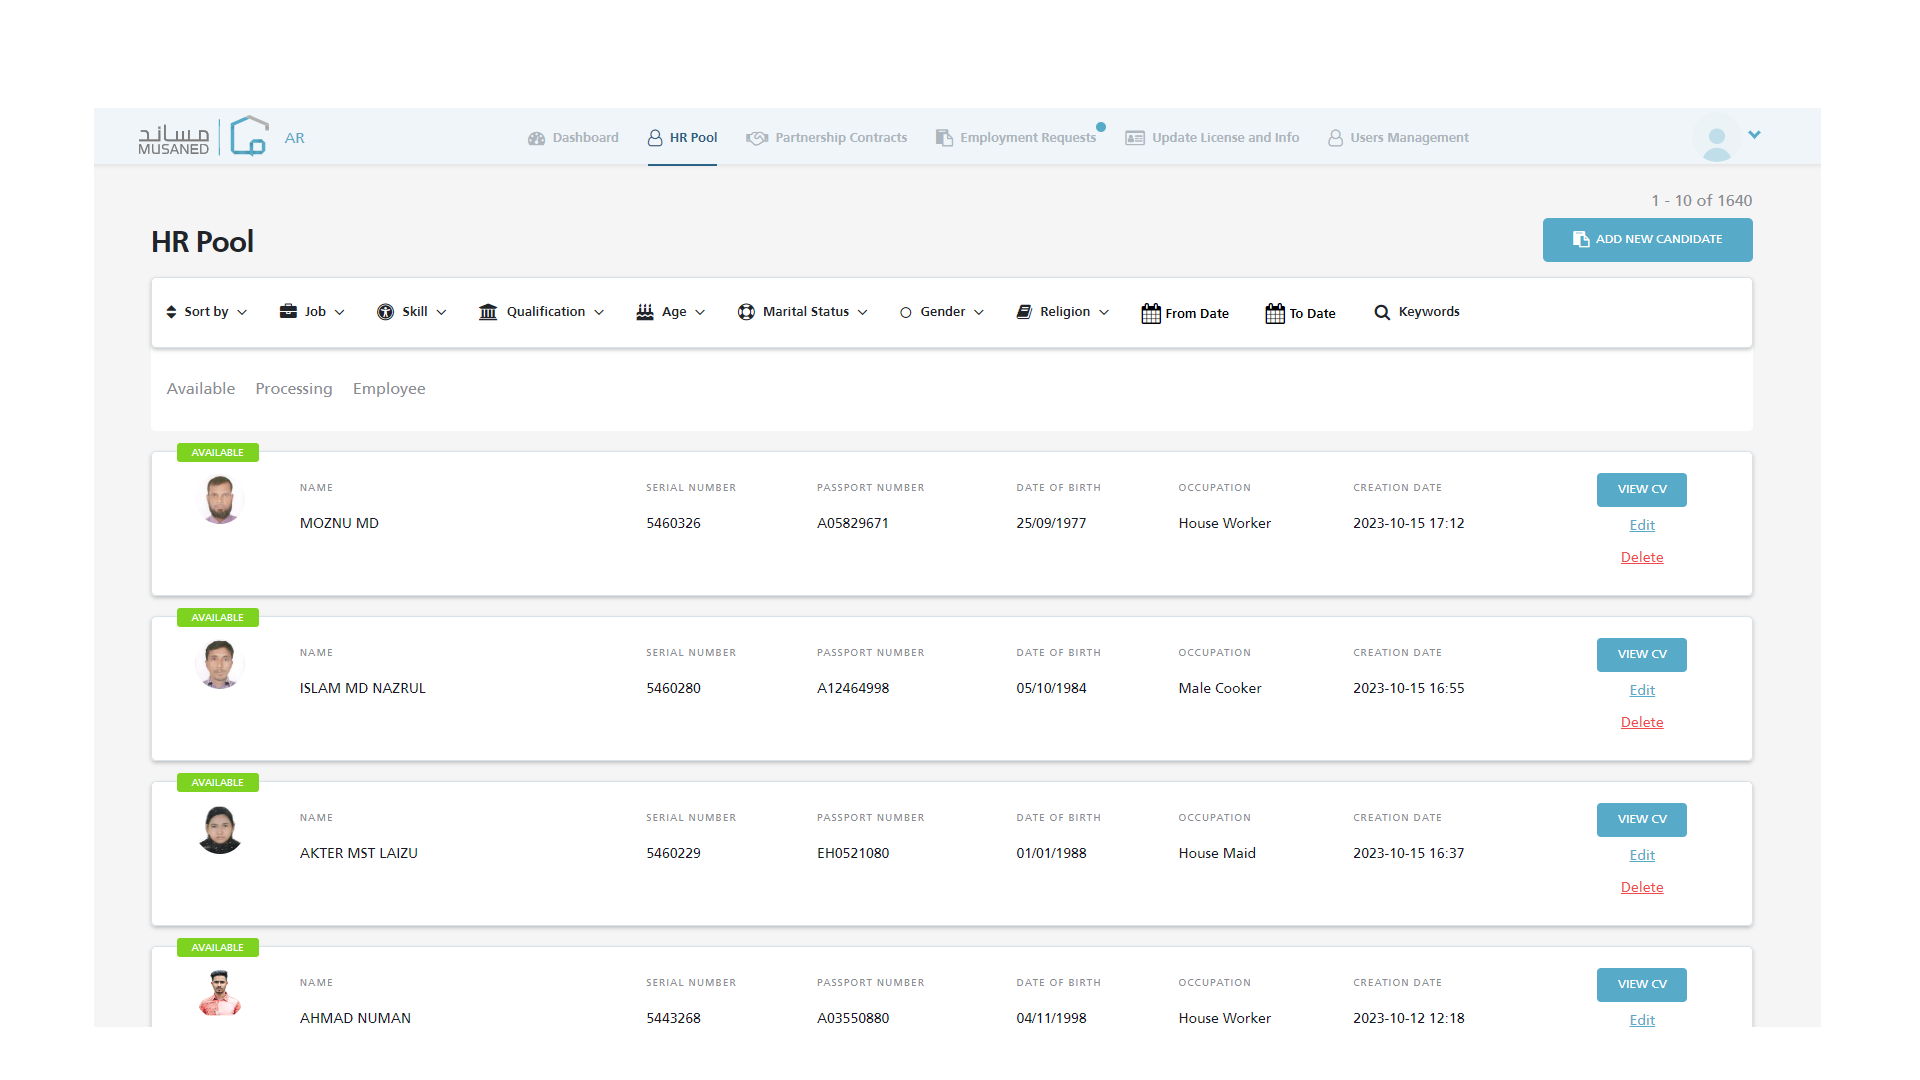 مساند
MUSANED
AR
Dashboard
HR Pool
Partnership Contracts
Employment Requests
Update License and Info
Users Management
1 - 10 of 1640
HR Pool
ADD NEW CANDIDATE
Sort by
Job
Skill
Qualification
Age
Marital Status
Gender
Religion
From Date
To Date
Keywords
Available Processing Employee
AVAILABLE
NAME SERIAL NUMBER PASSPORT NUMBER DATE OF BIRTH OCCUPATION CREATION DATE VIEW CV
MOZNU MD 5460326 A05829671 25/09/1977 House Worker 2023-10-15 17:12 Edit
Delete
AVAILABLE
NAME SERIAL NUMBER PASSPORT NUMBER DATE OF BIRTH OCCUPATION CREATION DATE VIEW CV
ISLAM MD NAZRUL 5460280 A12464998 05/10/1984 Male Cooker 2023-10-15 16:55 Edit
Delete
AVAILABLE
NAME SERIAL NUMBER PASSPORT NUMBER DATE OF BIRTH OCCUPATION CREATION DATE VIEW CV
AKTER MST LAIZU 5460229 EH0521080 01/01/1988 House Maid 2023-10-15 16:37 Edit
Delete
AVAILABLE
NAME SERIAL NUMBER PASSPORT NUMBER DATE OF BIRTH OCCUPATION CREATION DATE VIEW CV
AHMAD NUMAN 5443268 A03550880 04/11/1998 House Worker 2023-10-12 12:18 Edit